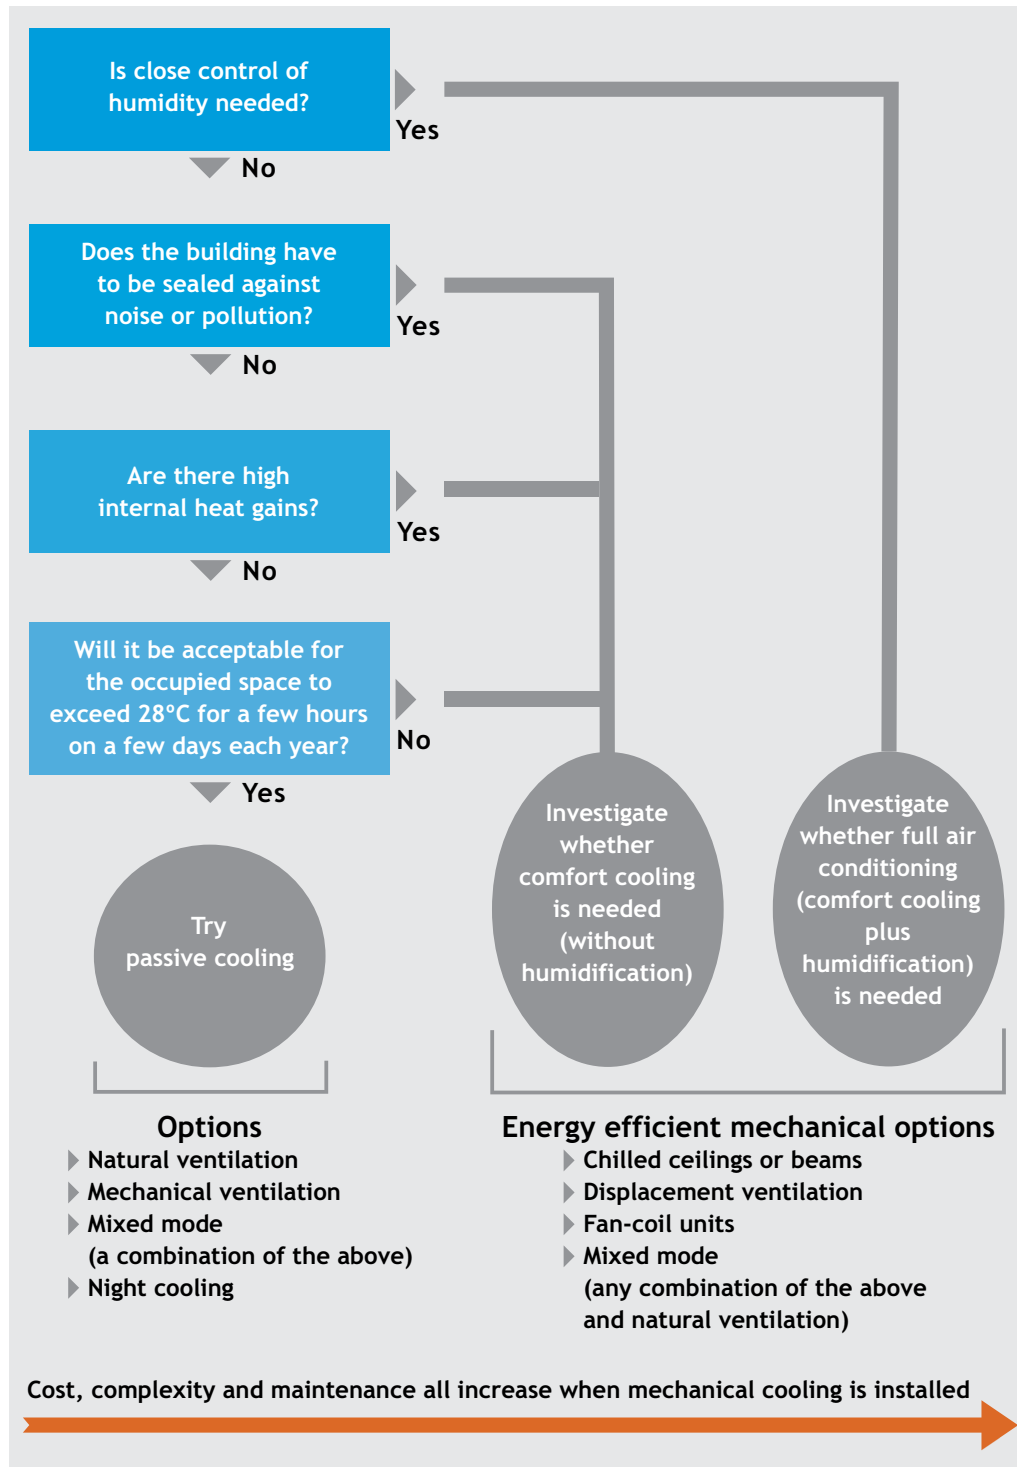 Is close control of
humidity needed?
Yes
No
Does the building have
to be sealed against
noise or pollution?
Yes
No
Are there high
internal heat gains?
Yes
No
Will it be acceptable for
the occupied space to
exceed 28ºC for a few hours
on a few days each year?
No
Yes
Try
passive cooling
Investigate
whether
comfort cooling
is needed
(without
humidification)
Investigate
whether full air
conditioning
(comfort cooling
plus
humidification)
is needed
Options
Natural ventilation
Mechanical ventilation
Mixed mode
(a combination of the above)
Night cooling
Energy efficient mechanical options
Chilled ceilings or beams
Displacement ventilation
Fan-coil units
Mixed mode
(any combination of the above
and natural ventilation)
Cost, complexity and maintenance all increase when mechanical cooling is installed